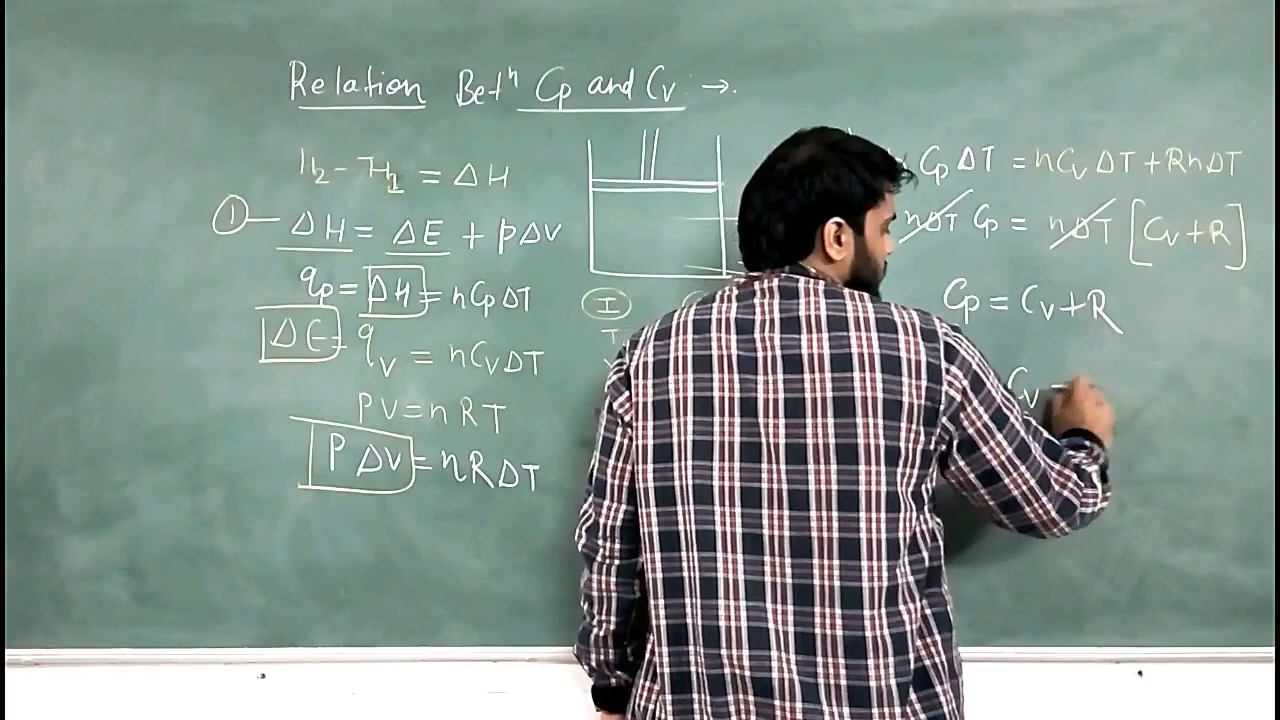 Relation Betⁿ Cp and Cv →.
H₂ - H₁ = ΔH
① — ΔH = ΔE + pΔV
qp = ΔH = nCpΔT
ΔE = qv = nCvΔT
PV = nRT
PΔV = nRΔT
I
T
CpΔT = nCvΔT + RnΔT
nΔT Cp = nΔT [Cv + R]
Cp = Cv + R
Cv =